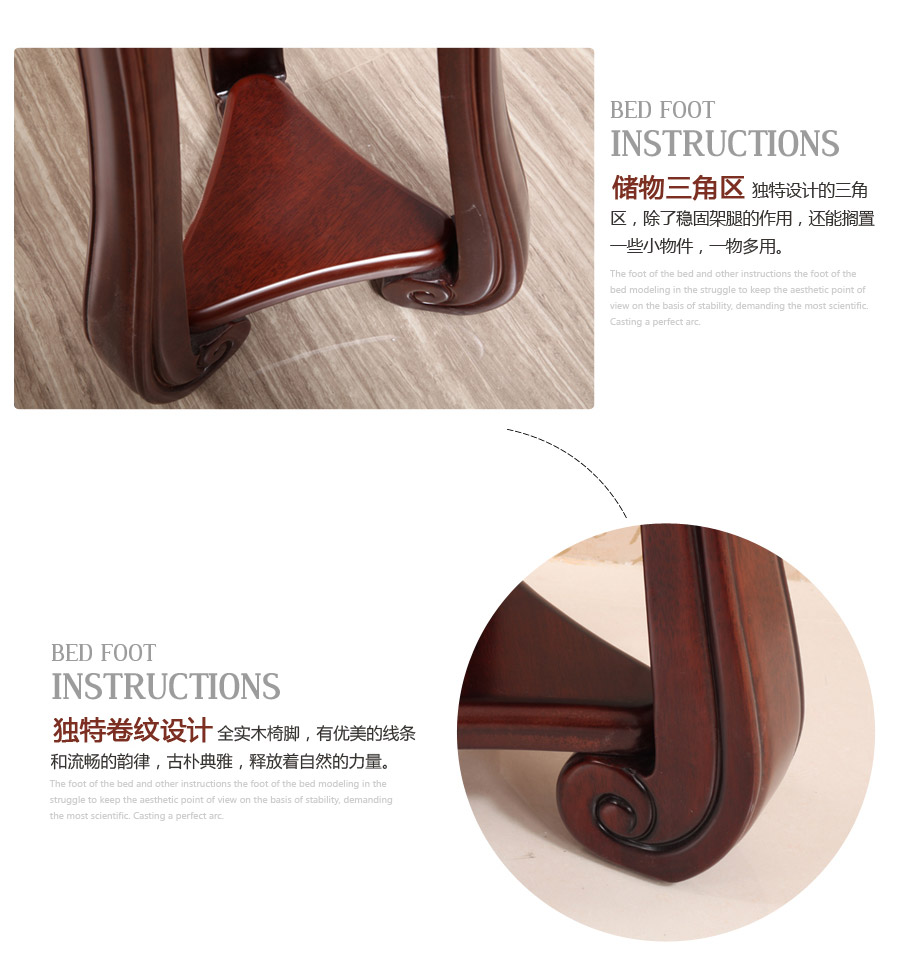 BED FOOT
INSTRUCTIONS
储物三角区 独特设计的三角
区，除了稳固架腿的作用，还能搁置
一些小物件，一物多用。
The foot of the bed and other instructions the foot of the
bed modeling in the struggle to keep the aesthetic point of
view on the basis of stability, demanding the most scientific.
Casting a perfect arc.
BED FOOT
INSTRUCTIONS
独特卷纹设计 全实木椅脚，有优美的线条
和流畅的韵律，古朴典雅，释放着自然的力量。
The foot of the bed and other instructions the foot of the bed modeling in the
struggle to keep the aesthetic point of view on the basis of stability, demanding
the most scientific. Casting a perfect arc.